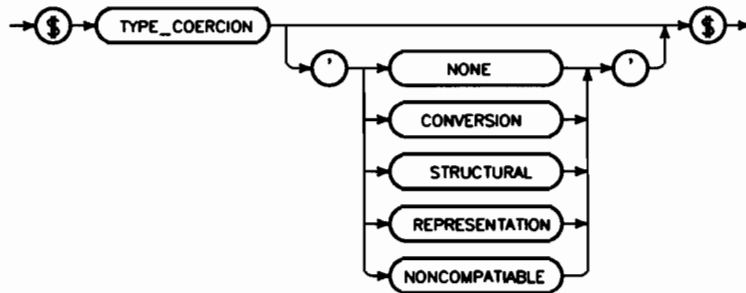 $ TYPE_COERCION $
' NONE '
CONVERSION
STRUCTURAL
REPRESENTATION
NONCOMPATIABLE